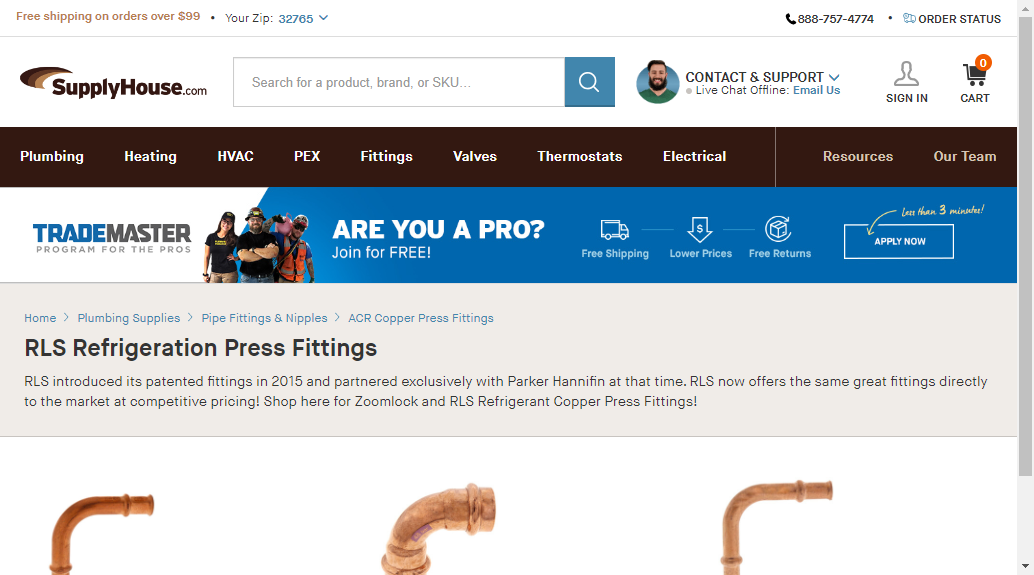 Free shipping on orders over $99 • Your Zip: 32765
888-757-4774 • ORDER STATUS
SupplyHouse.com
Search for a product, brand, or SKU...
CONTACT & SUPPORT
Live Chat Offline: Email Us
SIGN IN
0
CART
Plumbing Heating HVAC PEX Fittings Valves Thermostats Electrical Resources Our Team
TRADEMASTER
PROGRAM FOR THE PROS
ARE YOU A PRO?
Join for FREE!
$
Free Shipping Lower Prices Free Returns
Less than 3 minutes!
APPLY NOW
Home > Plumbing Supplies > Pipe Fittings & Nipples > ACR Copper Press Fittings
RLS Refrigeration Press Fittings
RLS introduced its patented fittings in 2015 and partnered exclusively with Parker Hannifin at that time. RLS now offers the same great fittings directly
to the market at competitive pricing! Shop here for Zoomlock and RLS Refrigerant Copper Press Fittings!